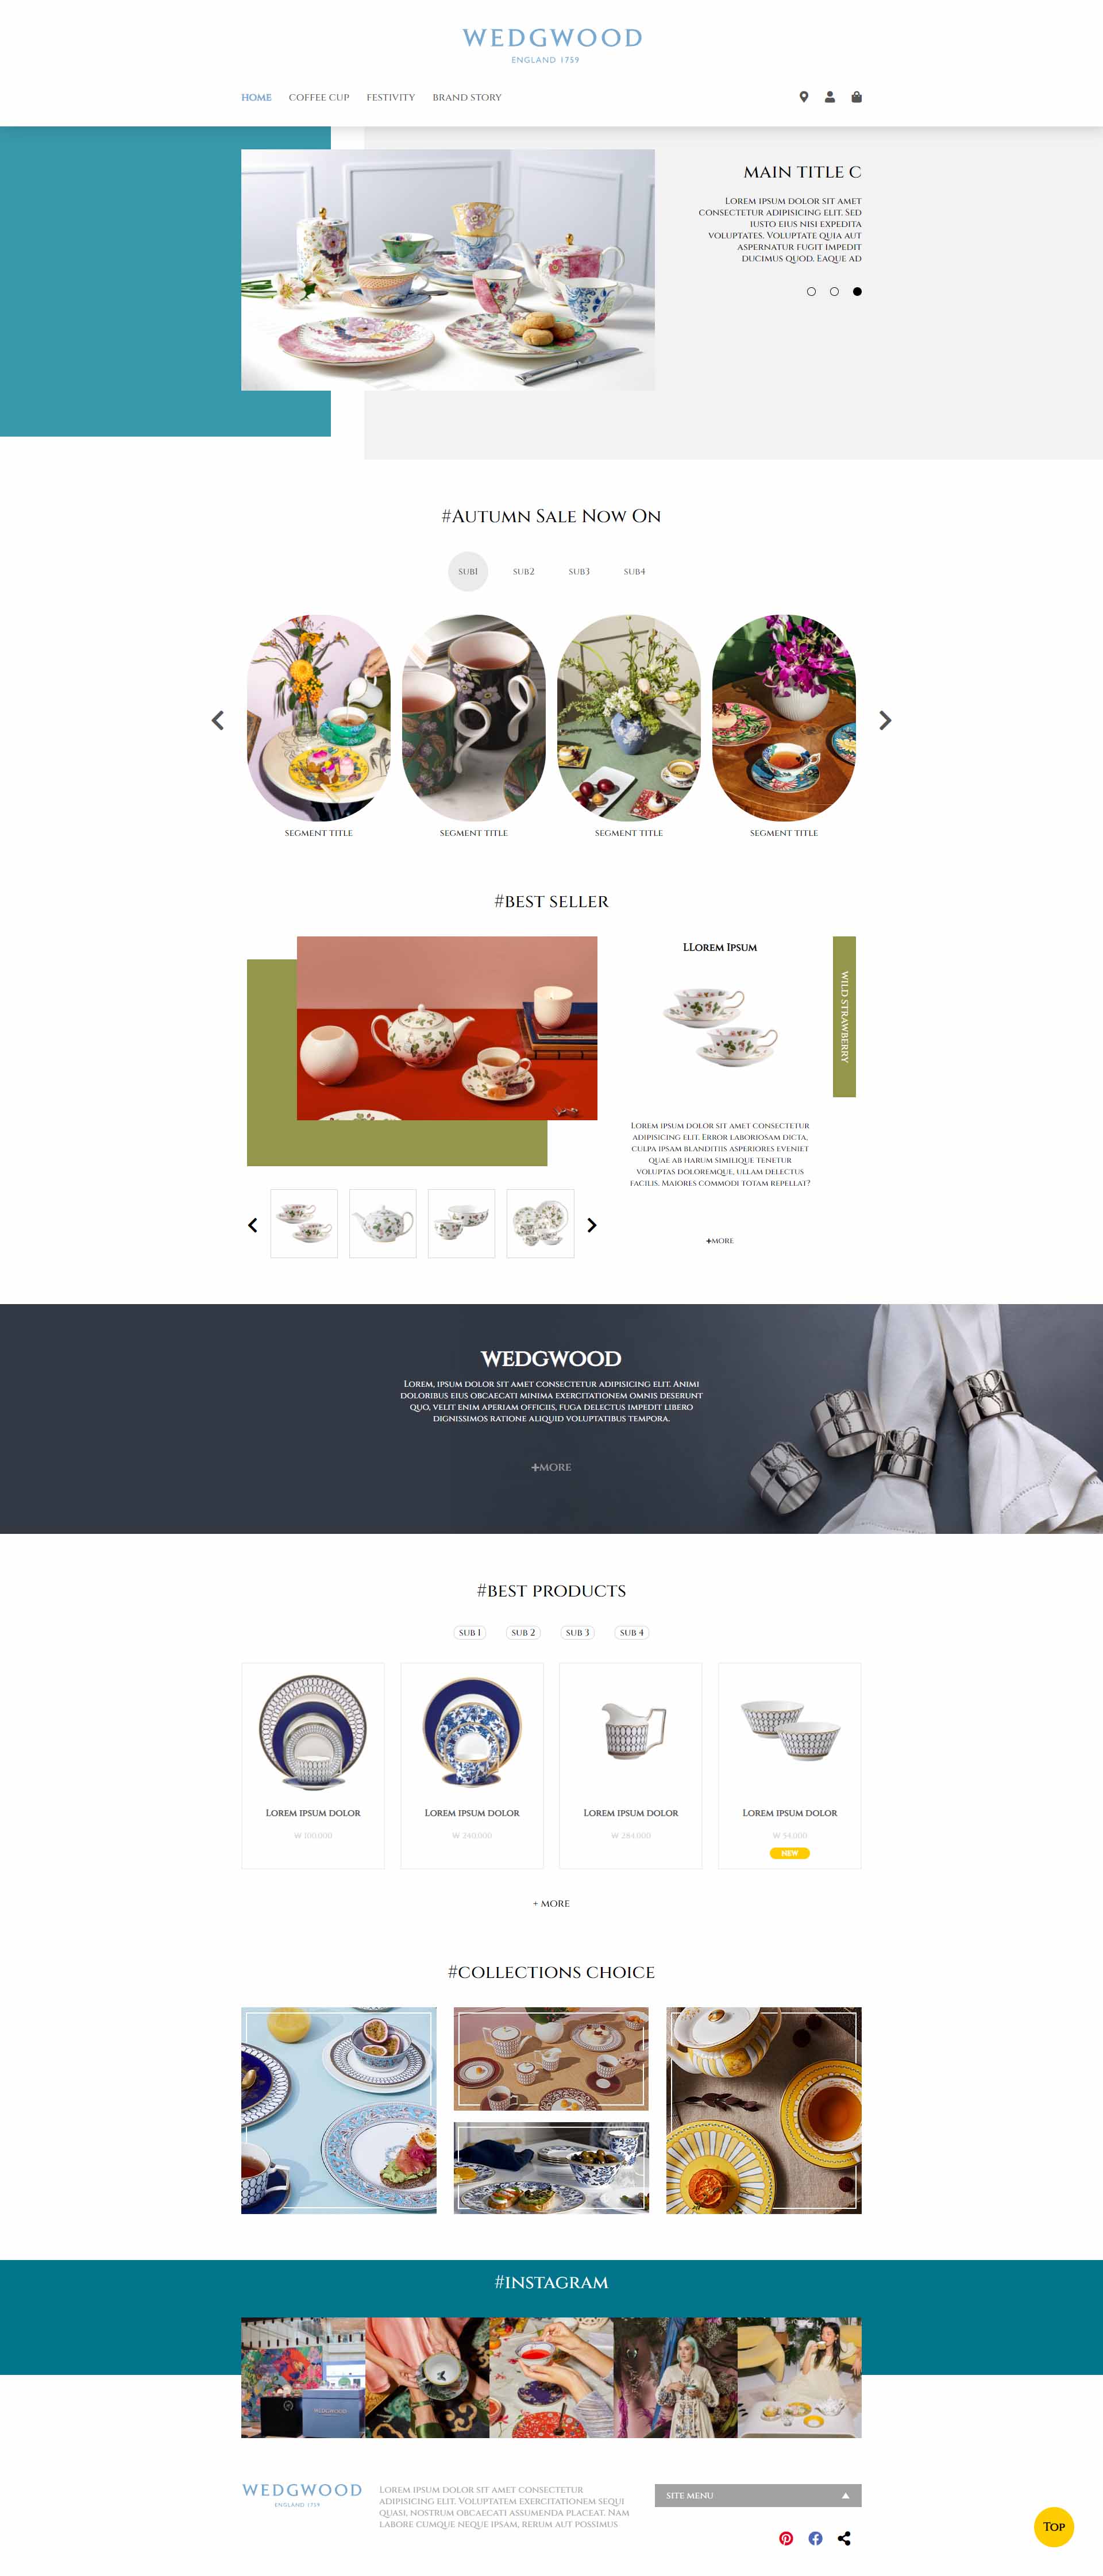 WEDGWOOD
ENGLAND 1759
HOME COFFEE CUP FESTIVITY BRAND STORY
MAIN TITLE C
LOREM IPSUM DOLOR SIT AMET
CONSECTETUR ADIPISICING ELIT. SED
IUSTO EIUS NISI EXPEDITA
VOLUPTATES. VOLUPTATE QUIA AUT
ASPERNATUR FUGIT IMPEDIT
DUCIMUS QUOD. EAQUE AD
#AUTUMN SALE NOW ON
SUB1 SUB2 SUB3 SUB4
SEGMENT TITLE SEGMENT TITLE SEGMENT TITLE SEGMENT TITLE
#BEST SELLER
LLOREM IPSUM
WILD STRAWBERRY
LOREM IPSUM DOLOR SIT AMET CONSECTETUR
ADIPISICING ELIT. ERROR LABORIOSAM DICTA,
CULPA IPSAM BLANDITIIS ASPERIORES EVENIET
QUAE AB HARUM SIMILIQUE TENETUR
VOLUPTAS DOLOREMQUE, ULLAM DELECTUS
FACILIS. MAIORES COMMODI TOTAM REPELLAT?
+MORE
WEDGWOOD
LOREM, IPSUM DOLOR SIT AMET CONSECTETUR ADIPISICING ELIT. ANIMI
DOLORIBUS EIUS OBCAECATI MINIMA EXERCITATIONEM OMNIS DESERUNT
QUO, VELIT ENIM APERIAM OFFICIIS, FUGA DELECTUS IMPEDIT LIBERO
DIGNISSIMOS RATIONE ALIQUID VOLUPTATIBUS TEMPORA.
+MORE
#BEST PRODUCTS
SUB 1 SUB 2 SUB 3 SUB 4
LOREM IPSUM DOLOR LOREM IPSUM DOLOR LOREM IPSUM DOLOR LOREM IPSUM DOLOR
₩ 100,000 ₩ 240,000 ₩ 284,000 ₩ 54,000
NEW
+ MORE
#COLLECTIONS CHOICE
#INSTAGRAM
WEDGWOOD
WEDGWOOD
ENGLAND 1759
LOREM IPSUM DOLOR SIT AMET CONSECTETUR
ADIPISICING ELIT. VOLUPTATEM EXERCITATIONEM SEQUI
QUASI, NOSTRUM OBCAECATI ASSUMENDA PLACEAT. NAM
LABORE CUMQUE NEQUE IPSAM, RERUM AUT POSSIMUS
SITE MENU
TOP